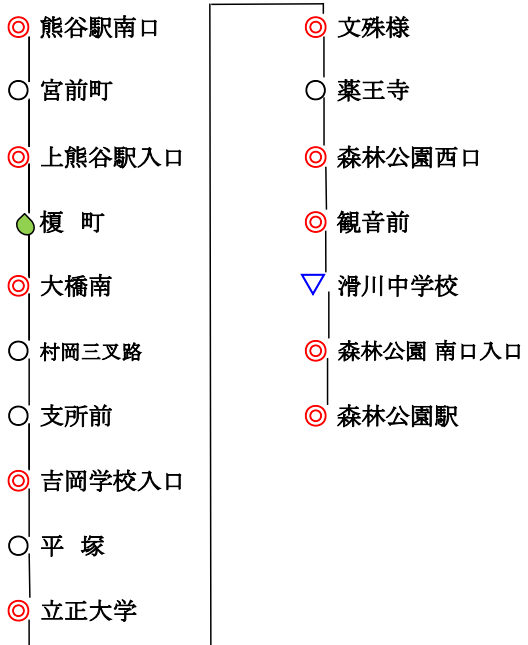 熊谷駅南口
宮前町
上熊谷駅入口
榎 町
大橋南
村岡三叉路
支所前
吉岡学校入口
平 塚
立正大学
文殊様
薬王寺
森林公園西口
観音前
滑川中学校
森林公園 南口入口
森林公園駅